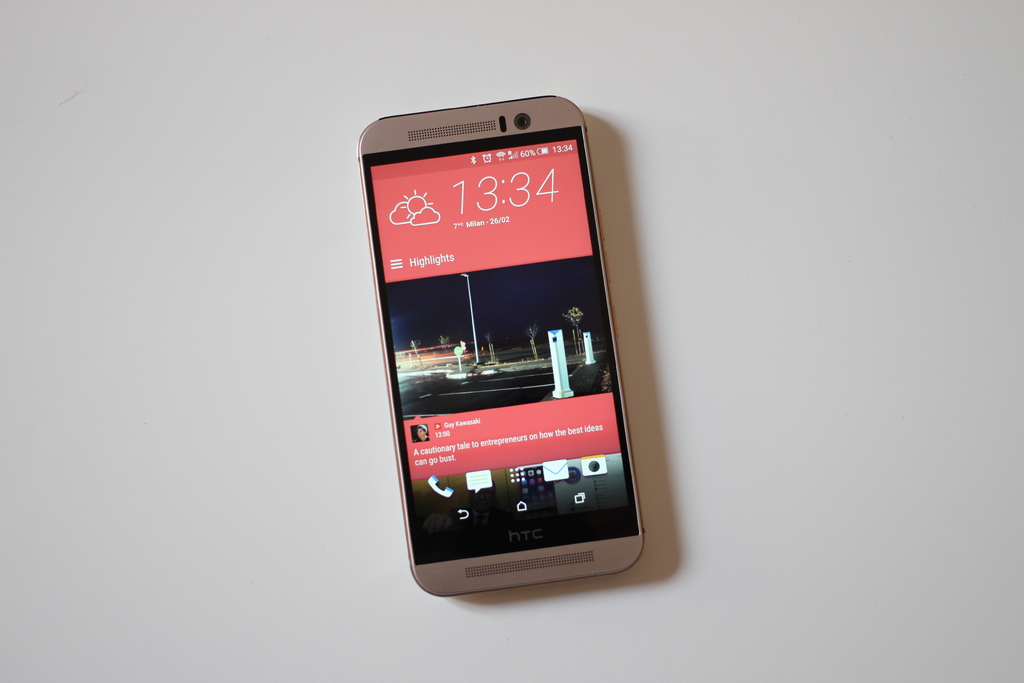 60% 13:34
13:34
7°C Milan - 26/02
Highlights
Guy Kawasaki
13:00
A cautionary tale to entrepreneurs on how the best ideas
can go bust.
hTC